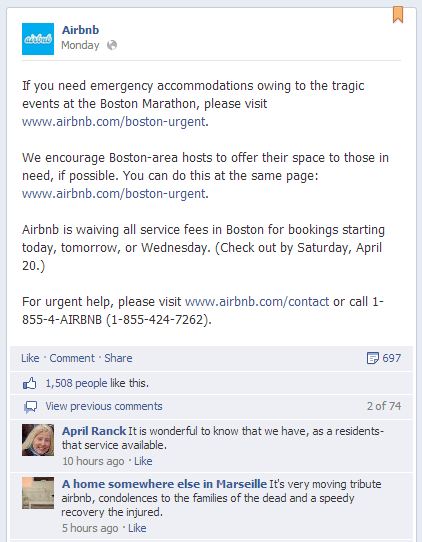 airbnb
Airbnb
Monday
If you need emergency accommodations owing to the tragic
events at the Boston Marathon, please visit
www.airbnb.com/boston-urgent.
We encourage Boston-area hosts to offer their space to those in
need, if possible. You can do this at the same page:
www.airbnb.com/boston-urgent.
Airbnb is waiving all service fees in Boston for bookings starting
today, tomorrow, or Wednesday. (Check out by Saturday, April
20.)
For urgent help, please visit www.airbnb.com/contact or call 1-
855-4-AIRBNB (1-855-424-7262).
Like · Comment · Share 697
1,508 people like this.
View previous comments 2 of 74
April Ranck It is wonderful to know that we have, as a residents-
that service available.
10 hours ago · Like
A home somewhere else in Marseille It's very moving tribute
airbnb, condolences to the families of the dead and a speedy
recovery the injured.
5 hours ago · Like